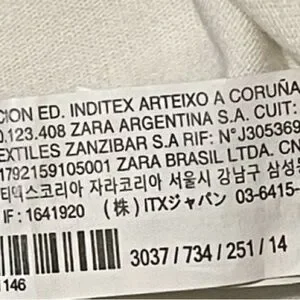 CION ED. INDITEX ARTEIXO A CORUÑA
0.123.408 ZARA ARGENTINA S.A. CUIT:
EXTILES ZANZIBAR S.A RIF: N°J305369
1792159105001 ZARA BRASIL LTDA. CN
티엑스코리아 자라코리아 서울시 강남구 삼성
IF : 1641920 (株) ITXジャパン 03-6415-
3037 / 734 / 251 / 14
146